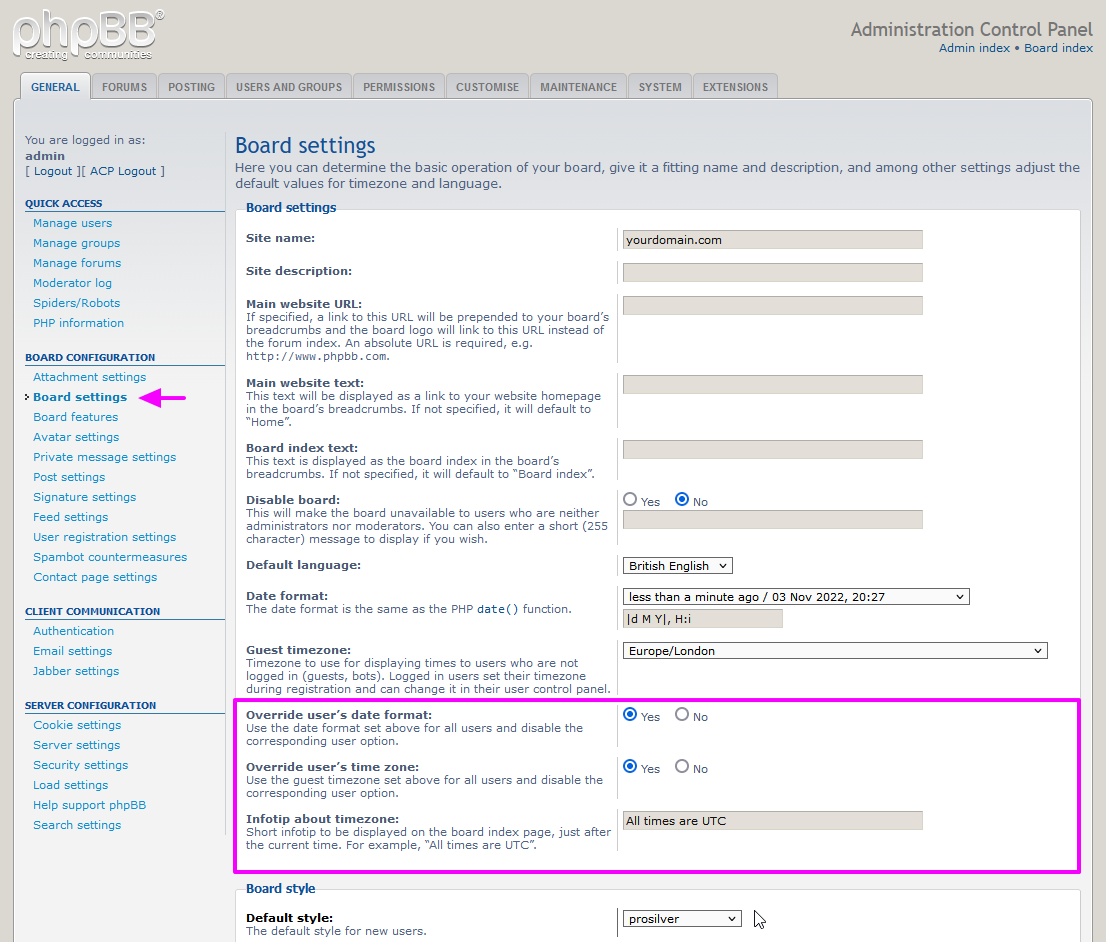 phpBB®
creating communities
Administration Control Panel
Admin index • Board index
GENERAL FORUMS POSTING USERS AND GROUPS PERMISSIONS CUSTOMISE MAINTENANCE SYSTEM EXTENSIONS
You are logged in as:
admin
[ Logout ][ ACP Logout ]
QUICK ACCESS
Manage users
Manage groups
Manage forums
Moderator log
Spiders/Robots
PHP information
BOARD CONFIGURATION
Attachment settings
Board settings
Board features
Avatar settings
Private message settings
Post settings
Signature settings
Feed settings
User registration settings
Spambot countermeasures
Contact page settings
CLIENT COMMUNICATION
Authentication
Email settings
Jabber settings
SERVER CONFIGURATION
Cookie settings
Server settings
Security settings
Load settings
Help support phpBB
Search settings
Board settings
Here you can determine the basic operation of your board, give it a fitting name and description, and among other settings adjust the
default values for timezone and language.
Board settings
Site name:
yourdomain.com
Site description:
Main website URL:
If specified, a link to this URL will be prepended to your board’s
breadcrumbs and the board logo will link to this URL instead of
the forum index. An absolute URL is required, e.g.
http://www.phpbb.com.
Main website text:
This text will be displayed as a link to your website homepage
in the board’s breadcrumbs. If not specified, it will default to
“Home”.
Board index text:
This text is displayed as the board index in the board’s
breadcrumbs. If not specified, it will default to “Board index”.
Disable board:
This will make the board unavailable to users who are neither
administrators nor moderators. You can also enter a short (255
character) message to display if you wish.
Yes No
Default language:
British English
Date format:
The date format is the same as the PHP date() function.
less than a minute ago / 03 Nov 2022, 20:27
|d M Y|, H:i
Guest timezone:
Timezone to use for displaying times to users who are not
logged in (guests, bots). Logged in users set their timezone
during registration and can change it in their user control panel.
Europe/London
Override user’s date format:
Use the date format set above for all users and disable the
corresponding user option.
Yes No
Override user’s time zone:
Use the guest timezone set above for all users and disable the
corresponding user option.
Yes No
Infotip about timezone:
Short infotip to be displayed on the board index page, just after
the current time. For example, “All times are UTC”.
All times are UTC
Board style
Default style:
The default style for new users.
prosilver